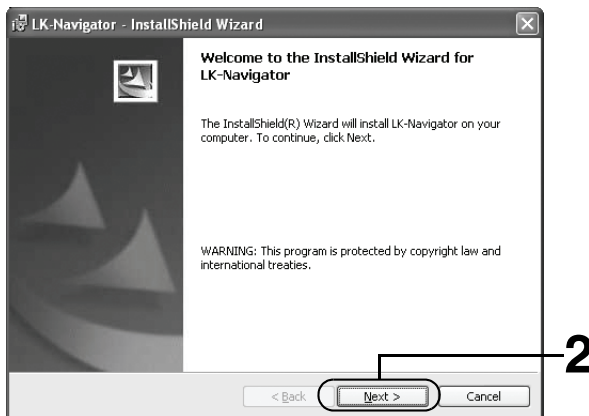 LK-Navigator - InstallShield Wizard
Welcome to the InstallShield Wizard for
LK-Navigator
The InstallShield(R) Wizard will install LK-Navigator on your
computer. To continue, click Next.
WARNING: This program is protected by copyright law and
international treaties.
2
< Back
Next >
Cancel